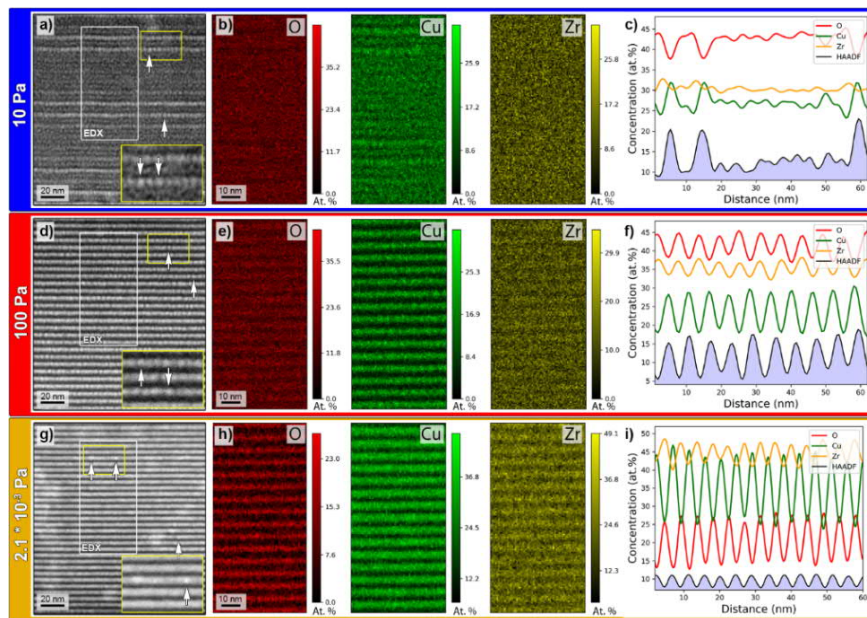 10 Pa
a)
EDX
20 nm
b)
O
10 nm
35.2
23.4
11.7
0.0
At. %
Cu
25.9
17.2
8.6
0.0
At. %
Zr
25.8
17.2
8.6
0.0
At. %
c)
Concentration (at.%)
45
40
35
30
25
20
15
10
O
Cu
Zr
HAADF
10 20 30 40 50 60
Distance (nm)
100 Pa
d)
EDX
20 nm
e)
O
10 nm
35.5
23.6
11.8
0.0
At. %
Cu
25.3
16.9
8.4
0.0
At. %
Zr
29.9
20.0
10.0
0.0
At. %
f)
Concentration (at.%)
45
40
35
30
25
20
15
10
5
O
Cu
Zr
HAADF
10 20 30 40 50 60
Distance (nm)
2.1 * 10⁻³ Pa
g)
EDX
20 nm
h)
O
10 nm
23.0
15.3
7.6
0.0
At. %
Cu
36.8
24.5
12.2
At. %
Zr
49.1
36.9
24.6
12.3
At. %
i)
Concentration (at.%)
50
45
40
35
30
25
20
15
10
O
Cu
Zr
HAADF
10 20 30 40 50 60
Distance (nm)